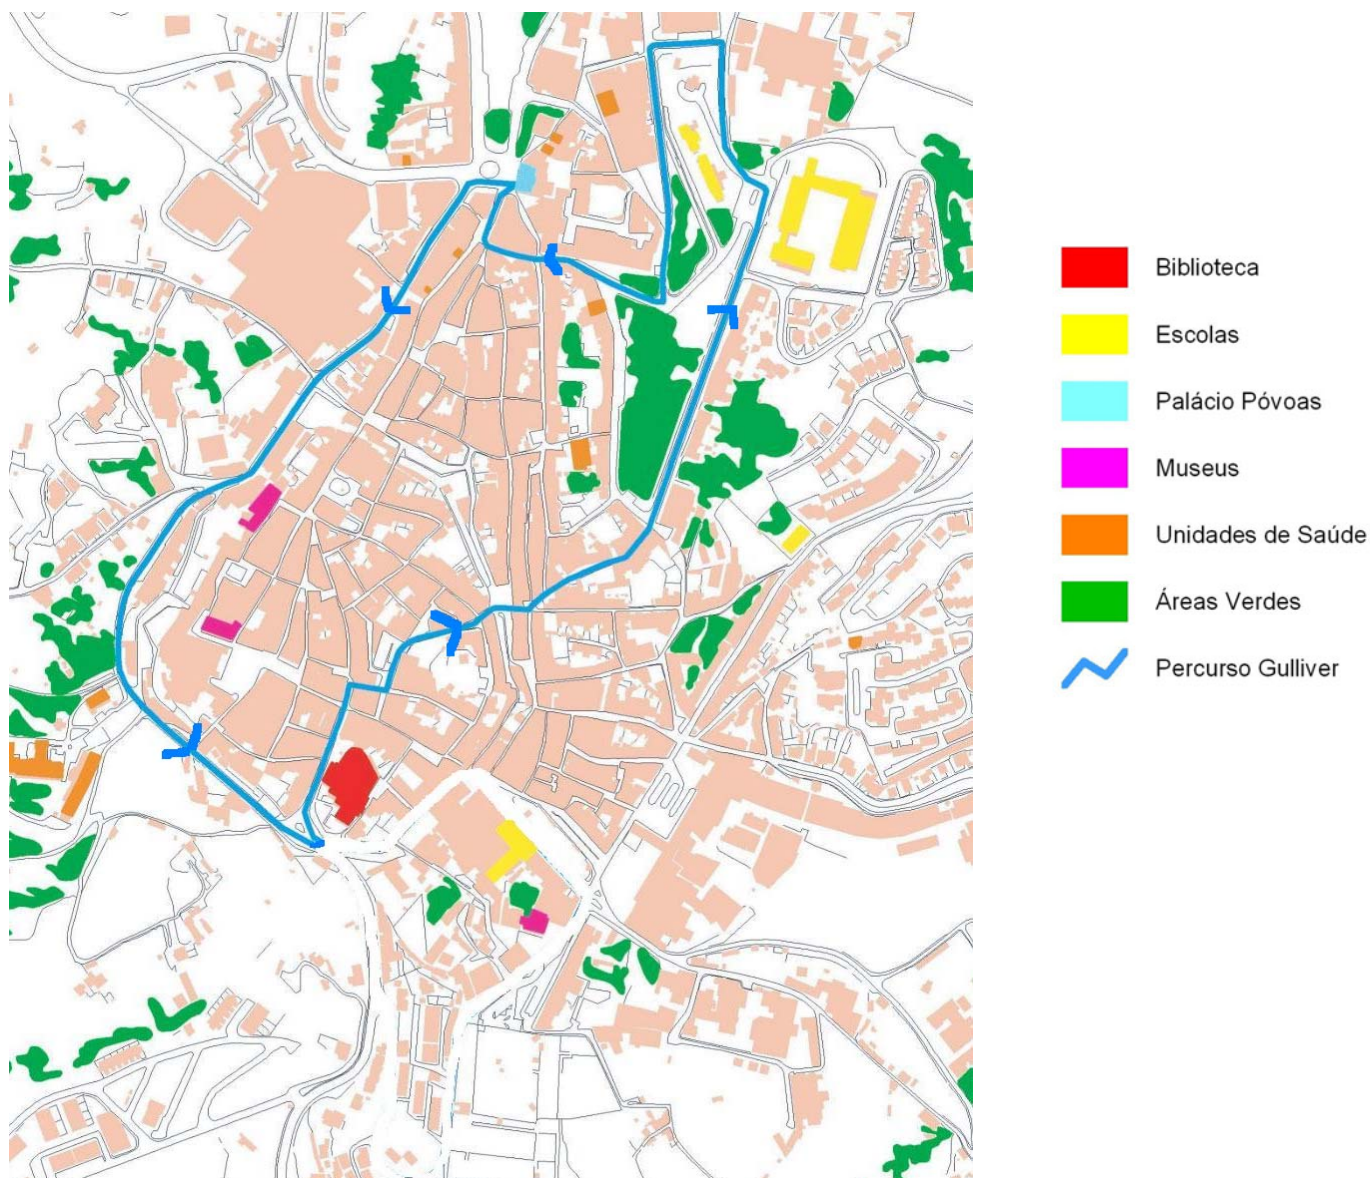 Biblioteca
Escolas
Palácio Póvoas
Museus
Unidades de Saúde
Áreas Verdes
Percurso Gulliver